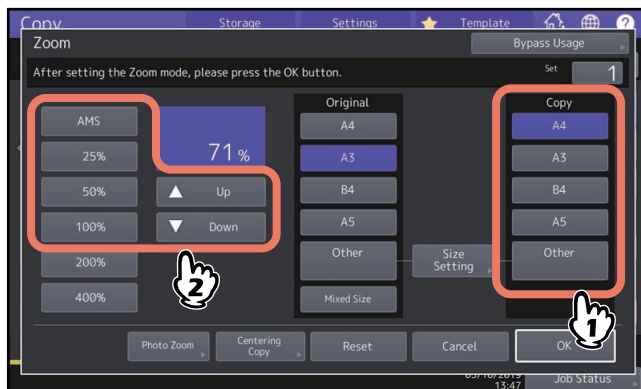 Copy Storage Settings Template
Zoom Bypass Usage
After setting the Zoom mode, please press the OK button. Set 1
Original Copy
AMS A4 A4
25% 71 % A3 A3
50% Up B4 B4
100% Down A5 A5
200% Other Size Setting Other
2
400% Mixed Size
1
Photo Zoom Centering Copy Reset Cancel OK
13:47 Job Status